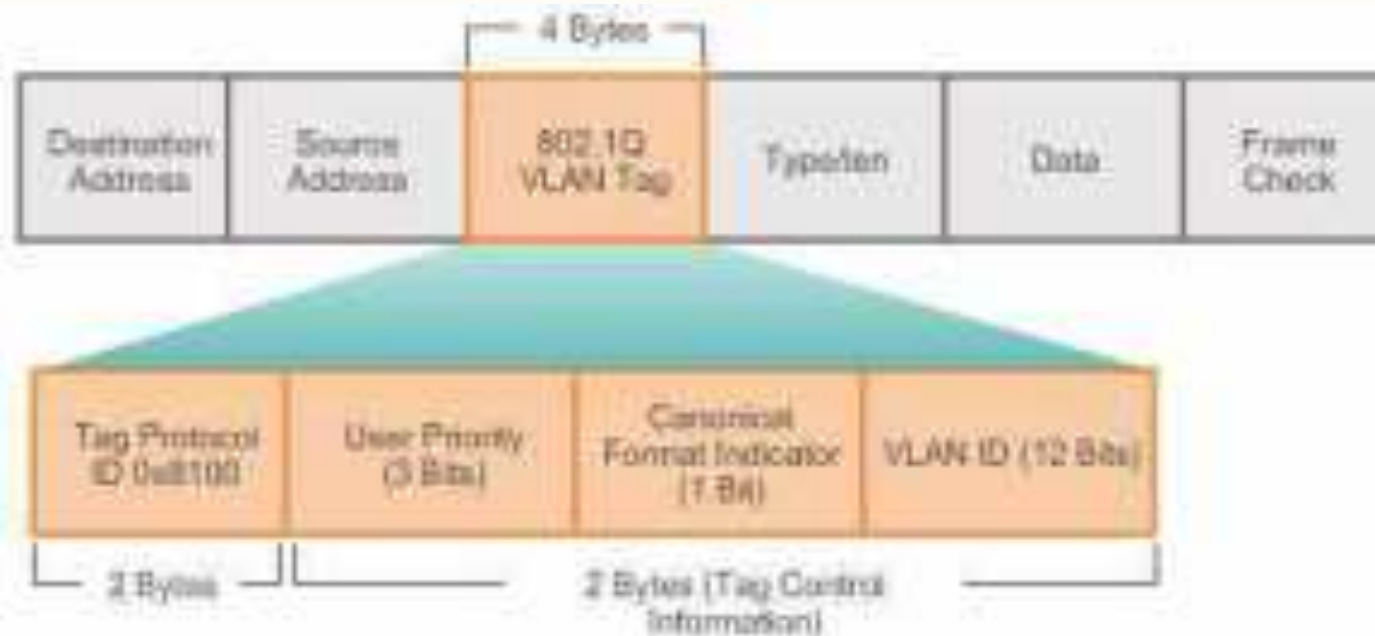 4 Bytes
Destination
Address
Source
Address
802.1Q
VLAN Tag
Type/len
Data
Frame
Check
Tag Protocol
ID 0x8100
User Priority
(3 Bits)
Canonical
Format Indicator
(1 Bit)
VLAN ID (12 Bits)
2 Bytes
2 Bytes (Tag Control
Information)